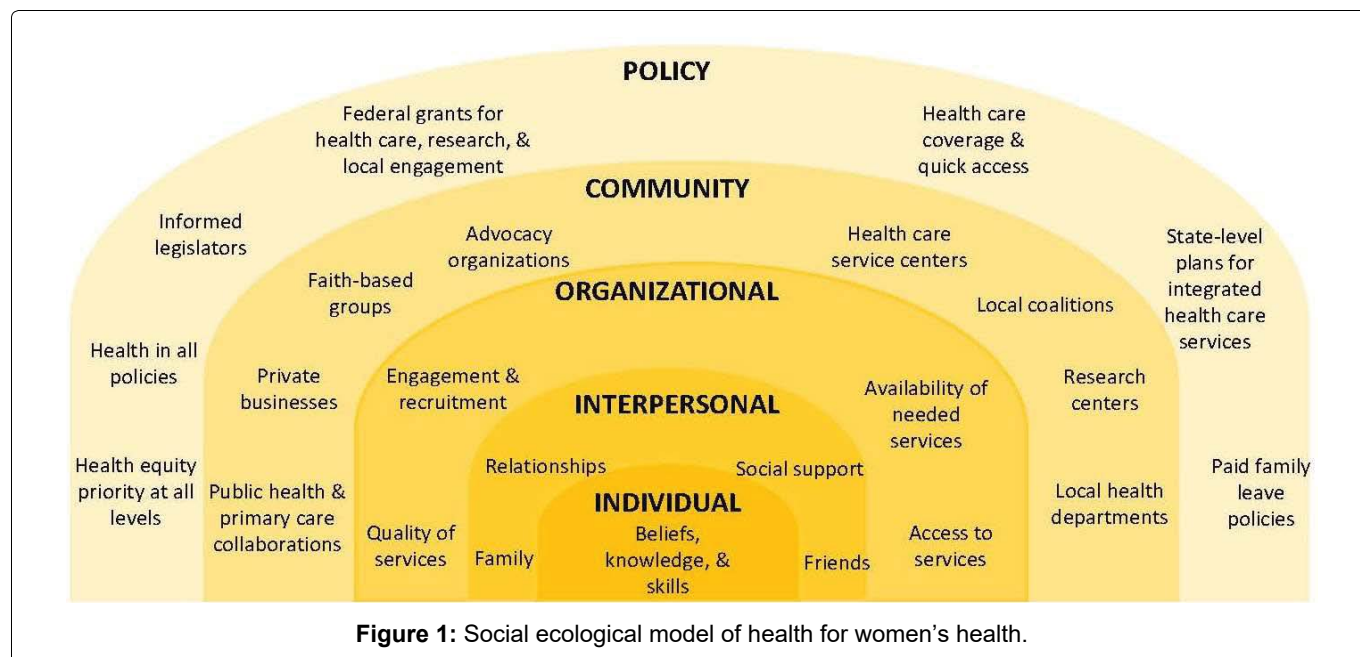 POLICY
Federal grants for
health care, research, &
local engagement
Health care
coverage &
quick access
COMMUNITY
Informed
legislators
Advocacy
organizations
Health care
service centers
State-level
plans for
integrated
health care
services
Faith-based
groups
ORGANIZATIONAL
Local coalitions
Health in all
policies
Private
businesses
Engagement &
recruitment
INTERPERSONAL
Availability of
needed
services
Research
centers
Health equity
priority at all
levels
Public health &
primary care
collaborations
Relationships
Social support
Local health
departments
Paid family
leave
policies
INDIVIDUAL
Quality of
services
Family
Beliefs,
knowledge, &
skills
Friends
Access to
services
Figure 1: Social ecological model of health for women’s health.